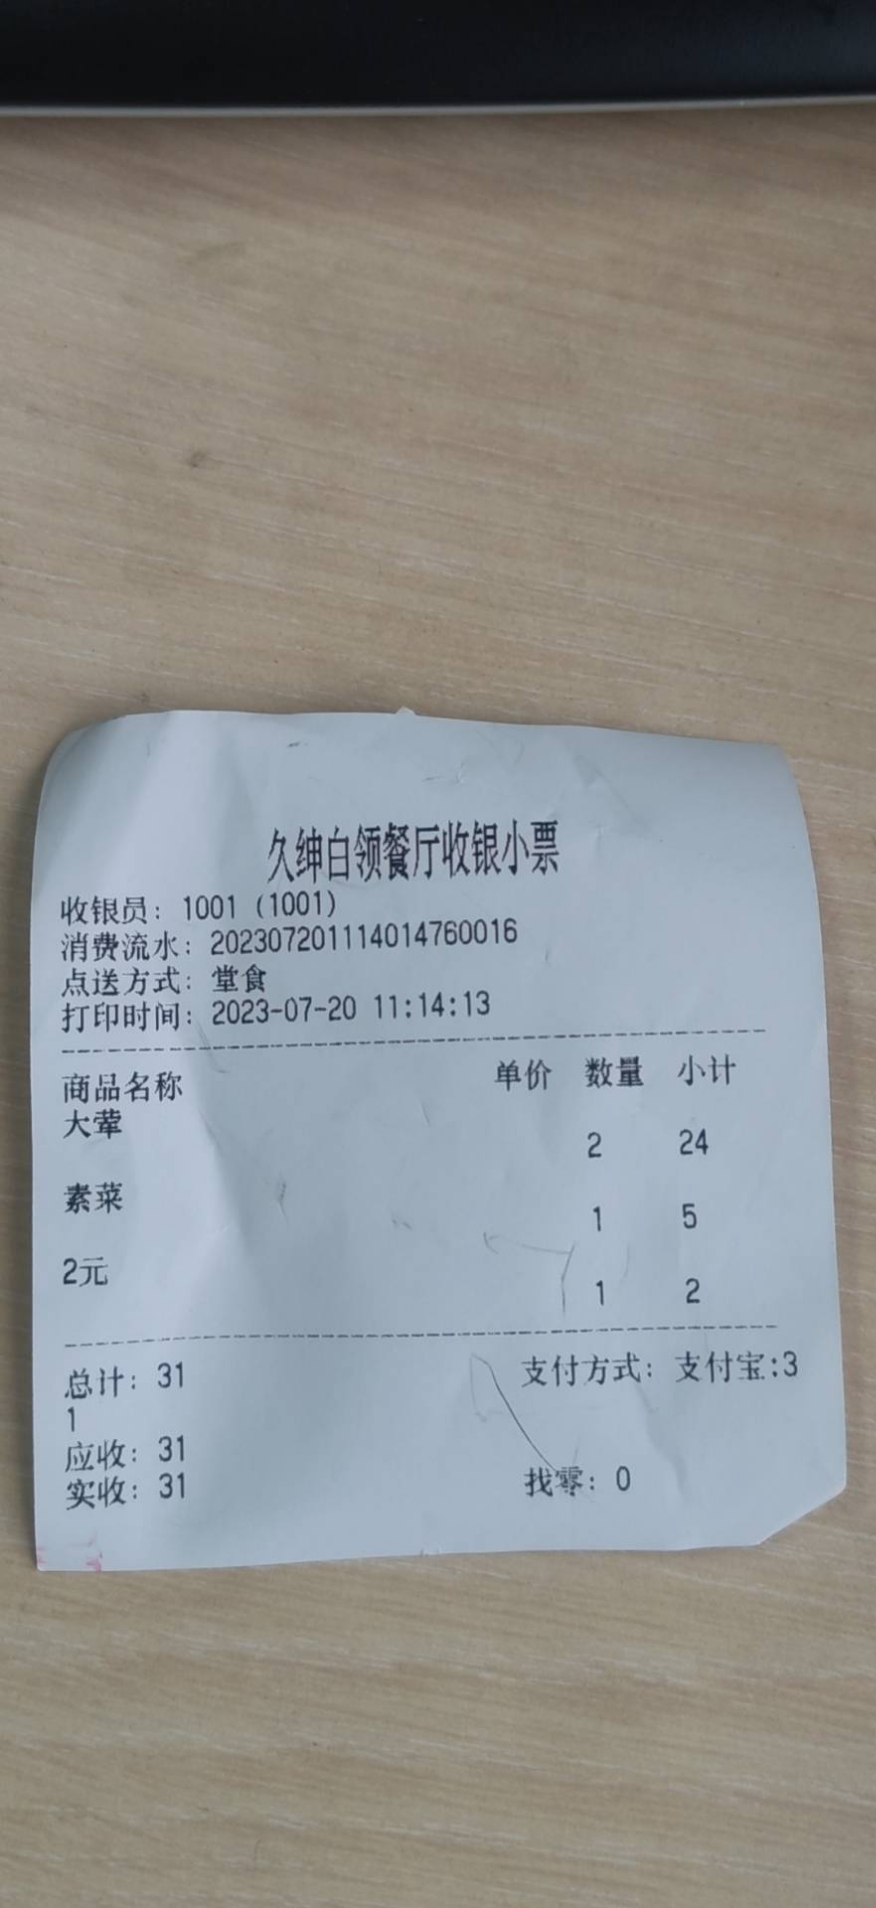 久绅白领餐厅收银小票
收银员: 1001 (1001)
消费流水: 202307201114014760016
点送方式: 堂食
打印时间: 2023-07-20 11:14:13
商品名称 单价 数量 小计
大荤
2 24
素菜
1 5
2元
1 2
总计: 31 支付方式: 支付宝:3
1
应收: 31
实收: 31 找零: 0